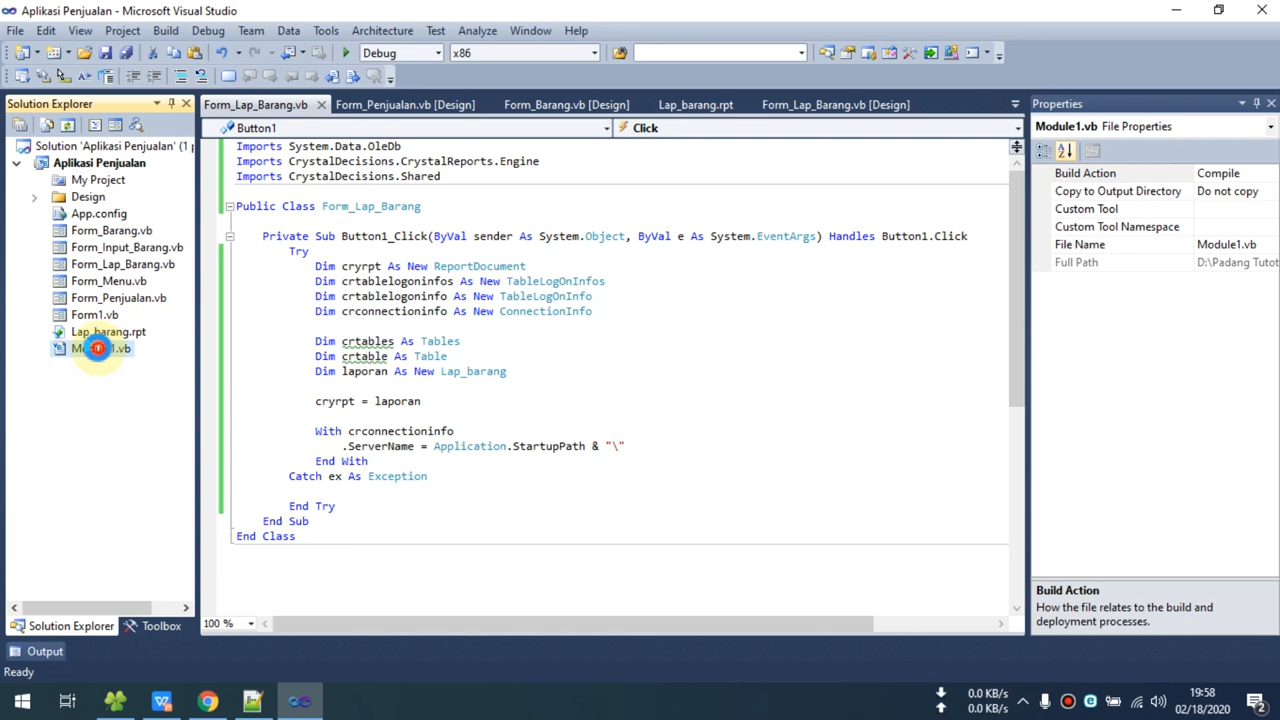 Aplikasi Penjualan - Microsoft Visual Studio
File Edit View Project Build Debug Team Data Tools Architecture Test Analyze Window Help
Debug x86
Solution Explorer
Form_Lap_Barang.vb Form_Penjualan.vb [Design] Form_Barang.vb [Design] Lap_barang.rpt Form_Lap_Barang.vb [Design]
Properties
Button1 Click
Module1.vb File Properties
Solution 'Aplikasi Penjualan' (1
Aplikasi Penjualan
My Project
Design
App.config
Form_Barang.vb
Form_Input_Barang.vb
Form_Lap_Barang.vb
Form_Menu.vb
Form_Penjualan.vb
Form1.vb
Lap_barang.rpt
Module1.vb
Imports System.Data.OleDb
Imports CrystalDecisions.CrystalReports.Engine
Imports CrystalDecisions.Shared
Public Class Form_Lap_Barang
Private Sub Button1_Click(ByVal sender As System.Object, ByVal e As System.EventArgs) Handles Button1.Click
Try
Dim cryrpt As New ReportDocument
Dim crtablelogoninfos As New TableLogOnInfos
Dim crtablelogoninfo As New TableLogOnInfo
Dim crconnectioninfo As New ConnectionInfo
Dim crtables As Tables
Dim crtable As Table
Dim laporan As New Lap_barang
cryrpt = laporan
With crconnectioninfo
.ServerName = Application.StartupPath & "\"
End With
Catch ex As Exception
End Try
End Sub
End Class
Build Action Compile
Copy to Output Directory Do not copy
Custom Tool
Custom Tool Namespace
File Name Module1.vb
Full Path D:\Padang Tutot
Build Action
How the file relates to the build and
deployment processes.
100 %
Solution Explorer Toolbox
Output
Ready
0.0 KB/s
0.0 KB/s
19:58
02/18/2020
2